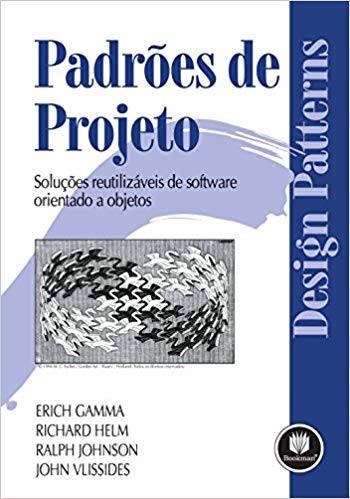 Padrões de
Projeto
Soluções reutilizáveis de software
orientado a objetos
Design Patterns
ERICH GAMMA
RICHARD HELM
RALPH JOHNSON
JOHN VLISSIDES
Bookman